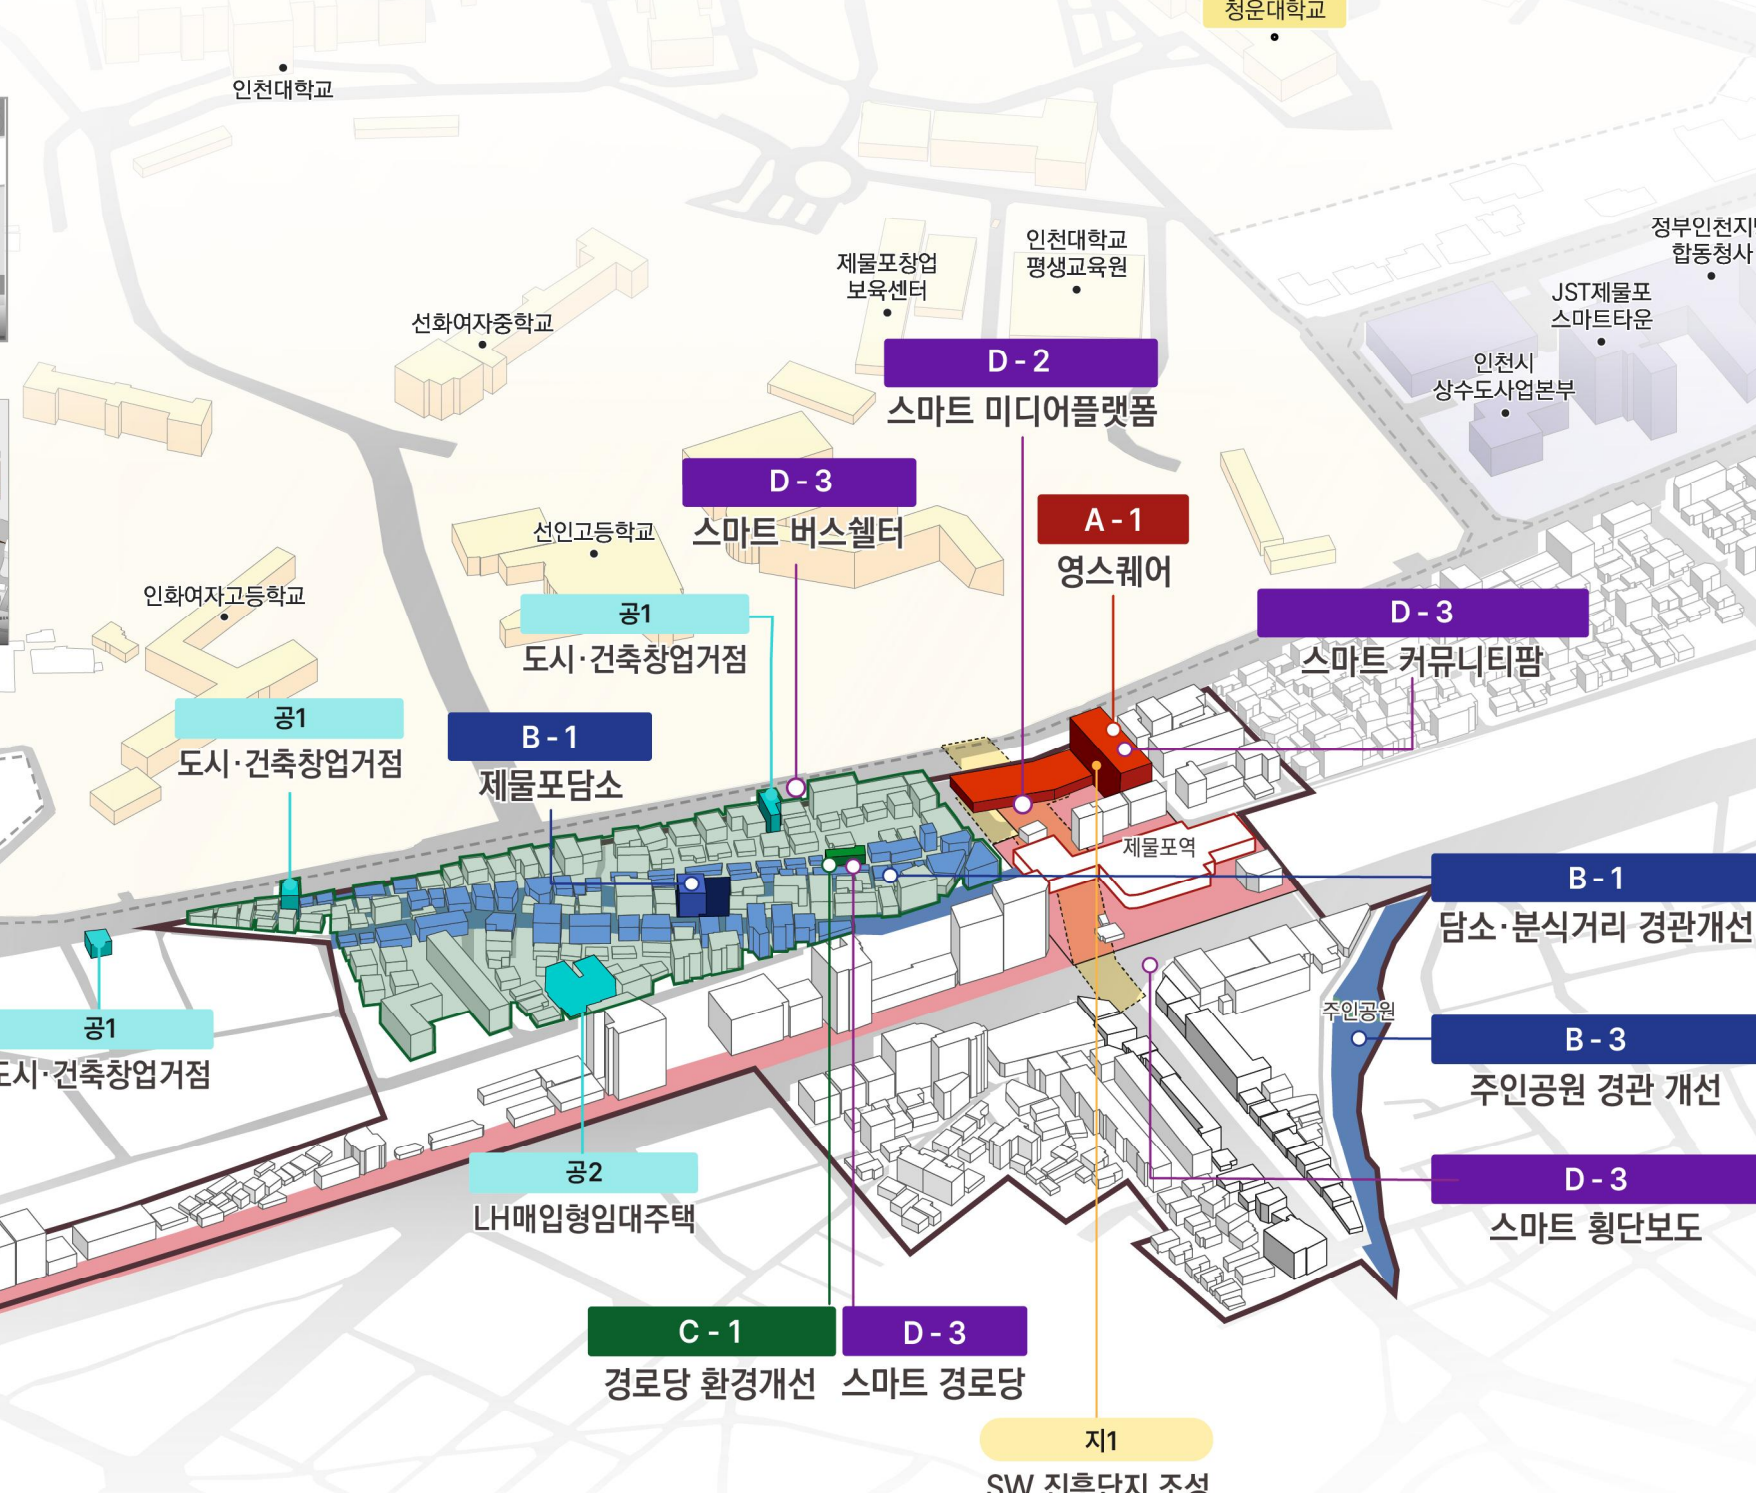 청운대학교
인천대학교
정부인천지방
합동청사
인천대학교
평생교육원
제물포창업
보육센터
JST제물포
스마트타운
선화여자중학교
인천시
상수도사업본부
D - 2
스마트 미디어플랫폼
D - 3
스마트 버스쉘터
A - 1
영스퀘어
선인고등학교
인화여자고등학교
공1
도시·건축창업거점
D - 3
스마트 커뮤니티팜
공1
도시·건축창업거점
B - 1
제물포담소
제물포역
B - 1
담소·분식거리 경관개선
주인공원
B - 3
주인공원 경관 개선
공1
도시·건축창업거점
공2
LH매입형임대주택
D - 3
스마트 횡단보도
C - 1
경로당 환경개선
D - 3
스마트 경로당
지1
SW 진흥단지 조성